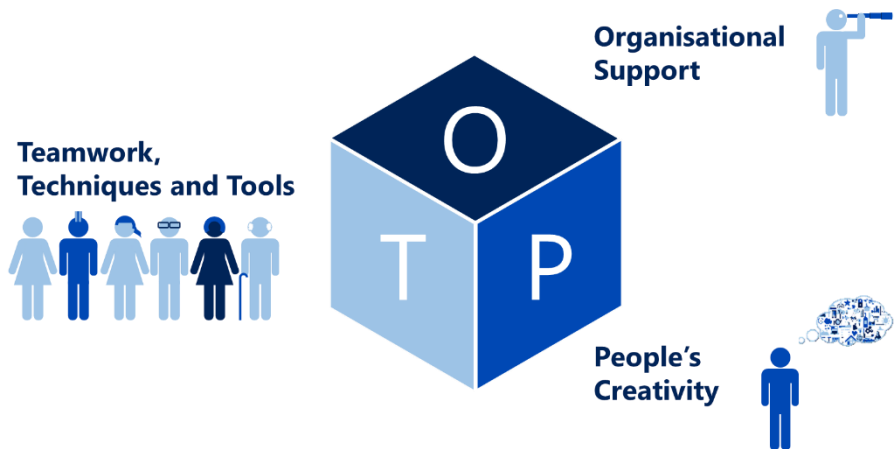 Organisational
Support
O
Teamwork,
Techniques and Tools
T
P
People's
Creativity